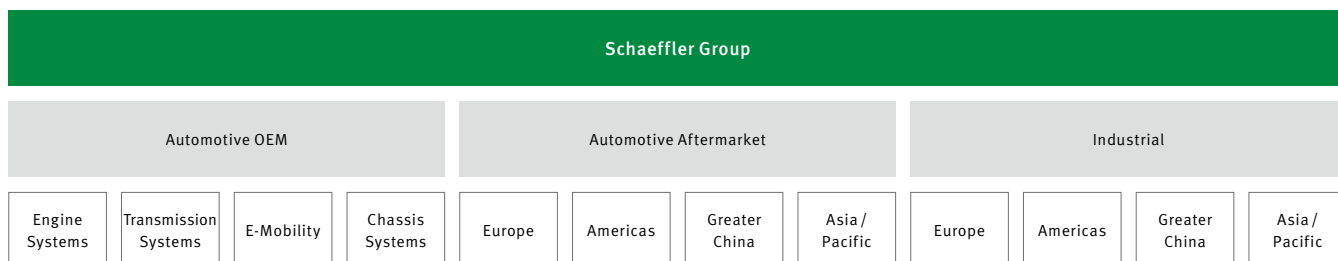 Schaeffler Group
Automotive OEM
Automotive Aftermarket
Industrial
Engine
Systems
Transmission
Systems
E-Mobility
Chassis
Systems
Europe
Americas
Greater
China
Asia /
Pacific
Europe
Americas
Greater
China
Asia /
Pacific